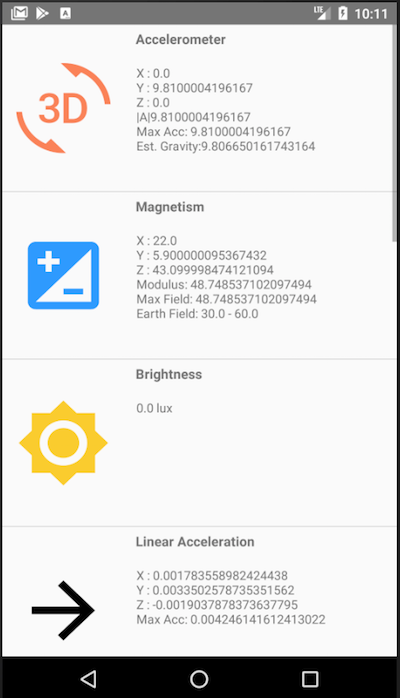 LTE 10:11
Accelerometer
3D
X : 0.0
Y : 9.8100004196167
Z : 0.0
|A|9.8100004196167
Max Acc: 9.8100004196167
Est. Gravity:9.806650161743164
Magnetism
X : 22.0
Y : 5.900000095367432
Z : 43.099998474121094
Modulus: 48.748537102097494
Max Field: 48.748537102097494
Earth Field: 30.0 - 60.0
Brightness
0.0 lux
Linear Acceleration
X : 0.001783558982424438
Y : 0.0033502578735351562
Z : -0.0019037878373637795
Max Acc: 0.004246141612413022